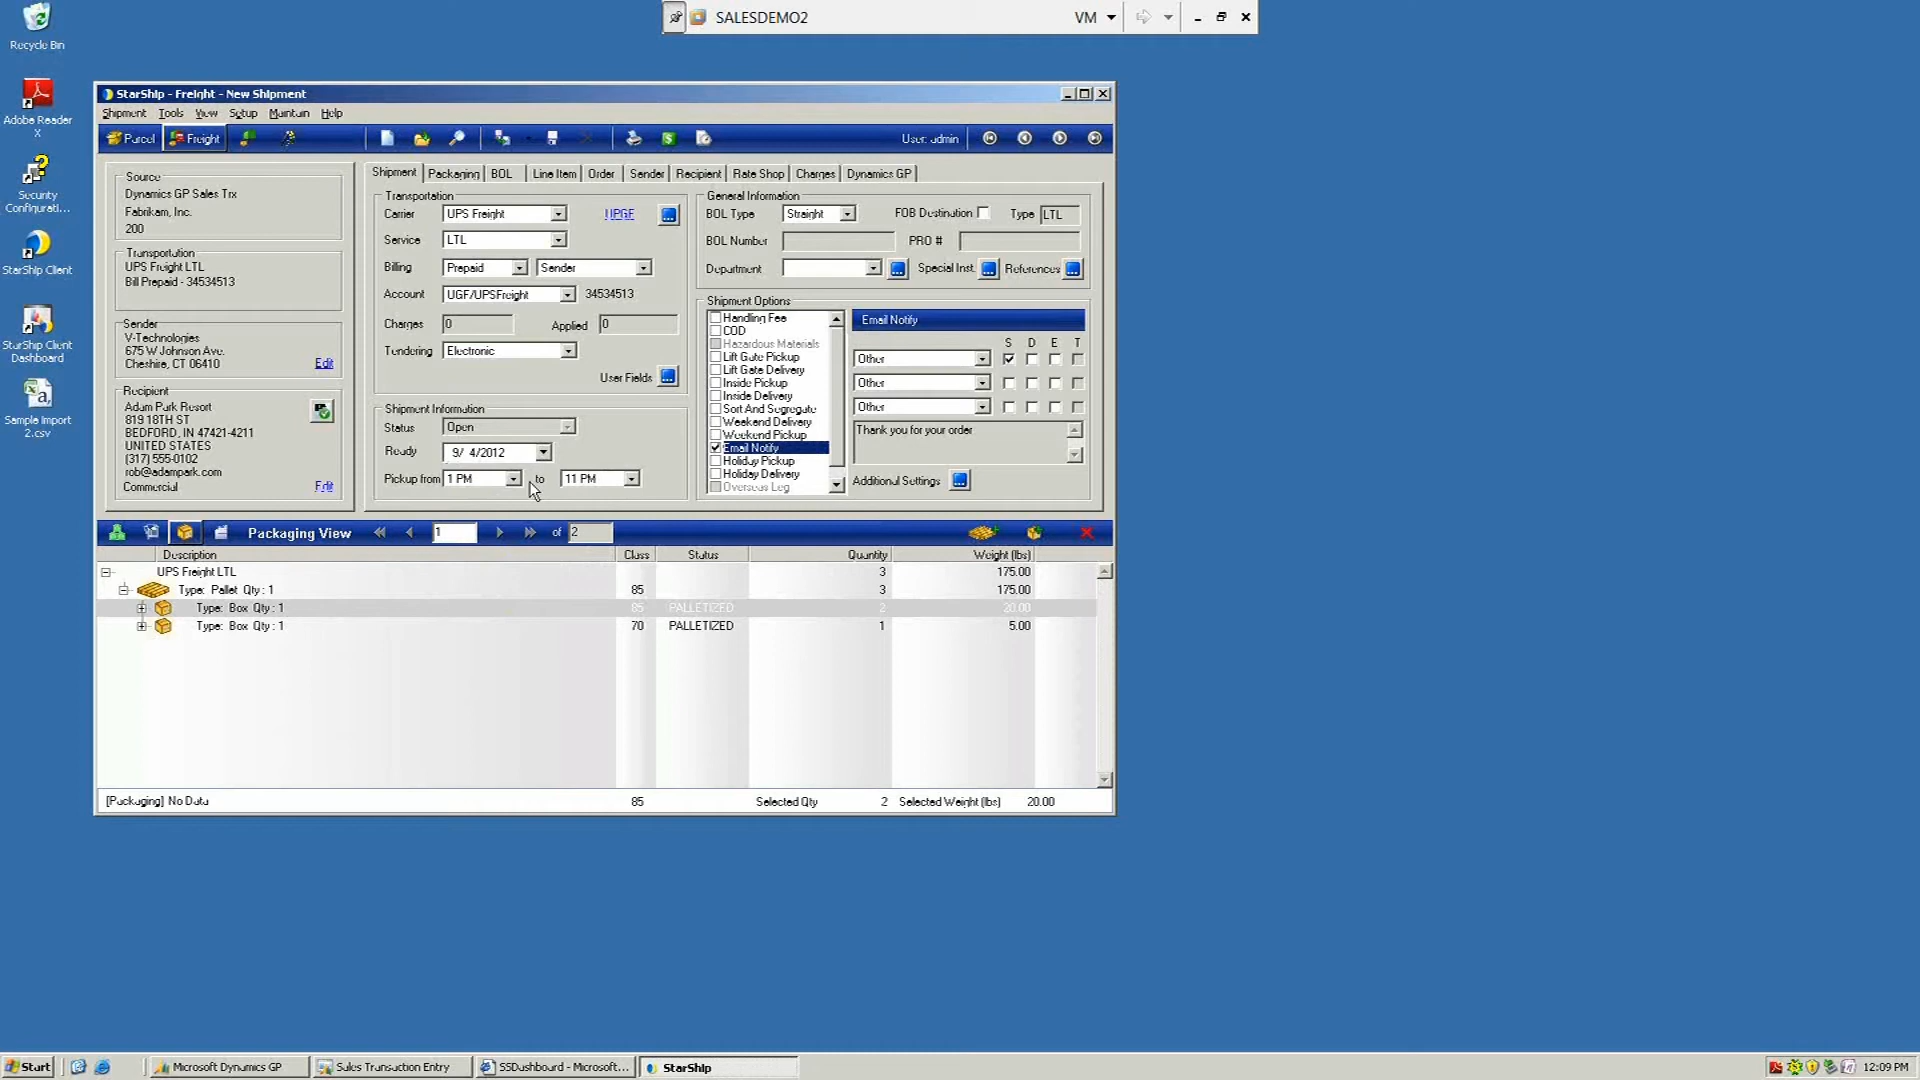 SALESDEMO2
VM
Recycle Bin
Adobe Reader X
Security Configurati...
StarShip Client
StarShip Client Dashboard
Sample Import 2.csv
StarShip - Freight - New Shipment
Shipment Tools View Setup Maintain Help
Parcel Freight User: admin
Source
Dynamics GP Sales Trx
Fabrikam, Inc.
200
Transportation
UPS Freight LTL
Bill Prepaid - 34534513
Sender
V-Technologies
675 W Johnson Ave.
Cheshire, CT 06410
Edit
Recipient
Adam Park Resort
819 18TH ST
BEDFORD, IN 47421-4211
UNITED STATES
(317) 555-0102
rob@adampark.com
Commercial Edit
Shipment Packaging BOL Line Item Order Sender Recipient Rate Shop Charges Dynamics GP
Transportation
Carrier UPS Freight UPGF
Service LTL
Billing Prepaid Sender
Account UGF/UPSFreight 34534513
Charges 0 Applied 0
Tendering Electronic
User Fields
Shipment Information
Status Open
Ready 9/ 4/2012
Pickup from 1 PM to 11 PM
General Information
BOL Type Straight FOB Destination Type LTL
BOL Number PRO #
Department Special Inst. References
Shipment Options
Handling Fee
COD
Hazardous Materials
Lift Gate Pickup
Lift Gate Delivery
Inside Pickup
Inside Delivery
Sort And Segregate
Weekend Delivery
Weekend Pickup
Email Notify
Holiday Pickup
Holiday Delivery
Overseas Leg
Email Notify
S D E T
Other
Other
Other
Thank you for your order
Additional Settings
Packaging View 1 of 2
Description Class Status Quantity Weight (lbs)
UPS Freight LTL 3 175.00
Type: Pallet Qty: 1 85 3 175.00
Type: Box Qty: 1 85 PALLETIZED 2 20.00
Type: Box Qty: 1 70 PALLETIZED 1 5.00
[Packaging] No Data 85 Selected Qty 2 Selected Weight (lbs) 20.00
Start Microsoft Dynamics GP Sales Transaction Entry SSDashboard - Microsoft... StarShip 12:09 PM